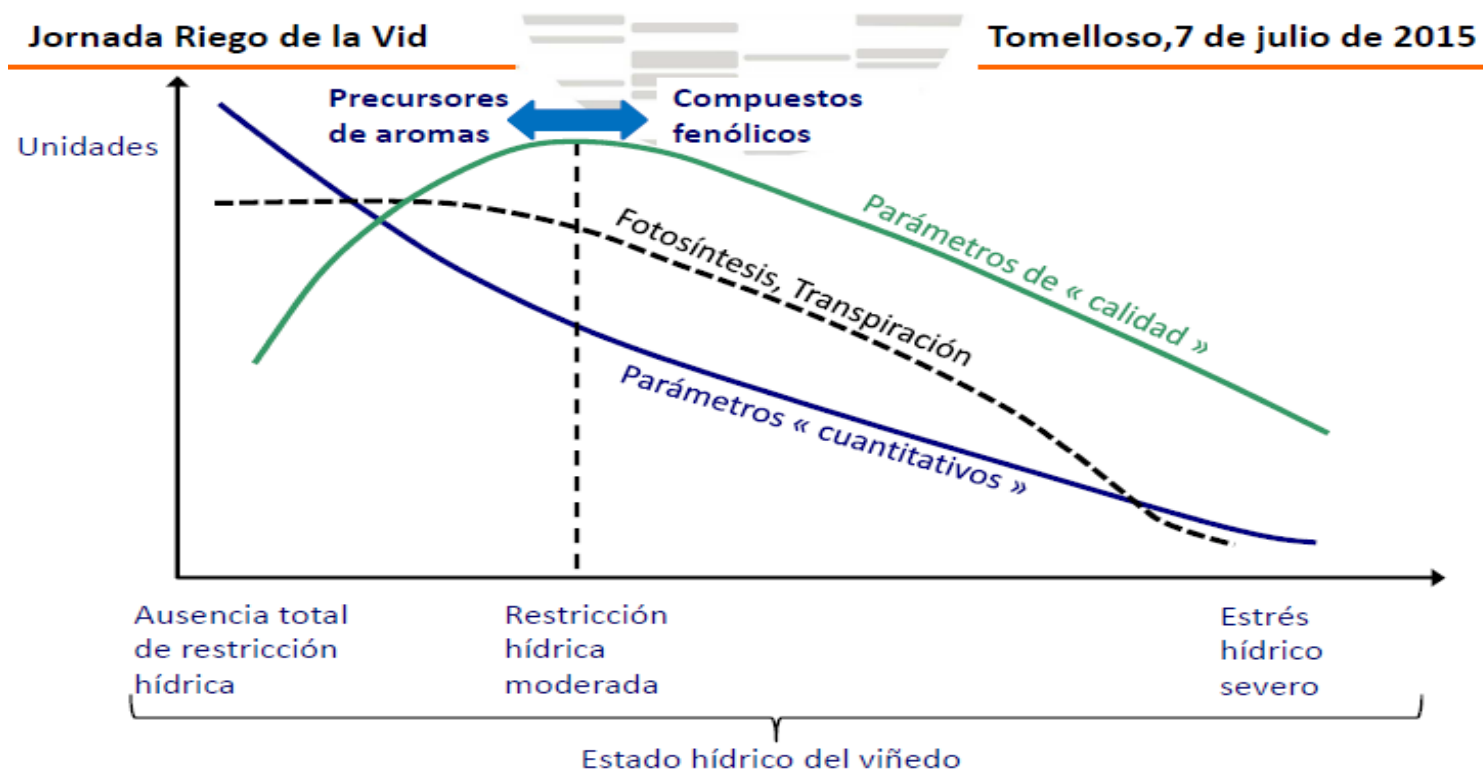 Jornada Riego de la Vid
Tomelloso,7 de julio de 2015
Unidades
Precursores
de aromas
Compuestos
fenólicos
Parámetros de « calidad »
Fotosíntesis, Transpiración
Parámetros « cuantitativos »
Ausencia total
de restricción
hídrica
Restricción
hídrica
moderada
Estrés
hídrico
severo
Estado hídrico del viñedo